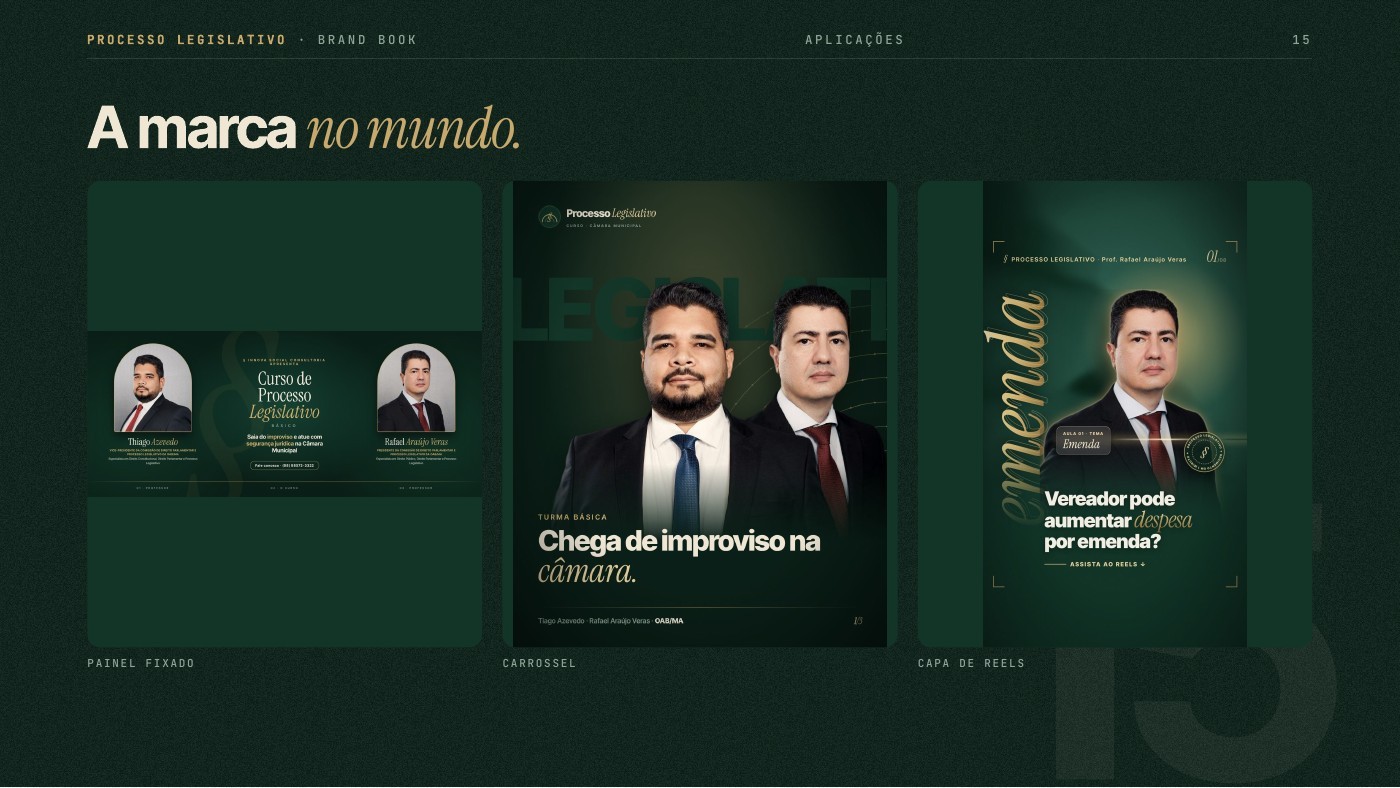 PROCESSO LEGISLATIVO · BRAND BOOK
APLICAÇÕES
15
A marca no mundo.
§ INNOVA SOCIAL CONSULTORIA
APRESENTA
Curso de
Processo
Legislativo
BÁSICO
Saia do improviso e atue com
segurança jurídica na Câmara
Municipal
Thiago Azevedo
Rafael Araújo Veras
PAINEL FIXADO
Processo Legislativo
CURSO · CÂMARA MUNICIPAL
LEGISLATI
TURMA BÁSICA
Chega de improviso na
câmara.
Tiago Azevedo · Rafael Araújo Veras · OAB/MA
1/5
CARROSSEL
§ PROCESSO LEGISLATIVO · Prof. Rafael Araújo Veras
01
emenda
AULA 01 · TEMA
Emenda
§
Vereador pode
aumentar despesa
por emenda?
ASSISTA AO REELS ↓
CAPA DE REELS
15